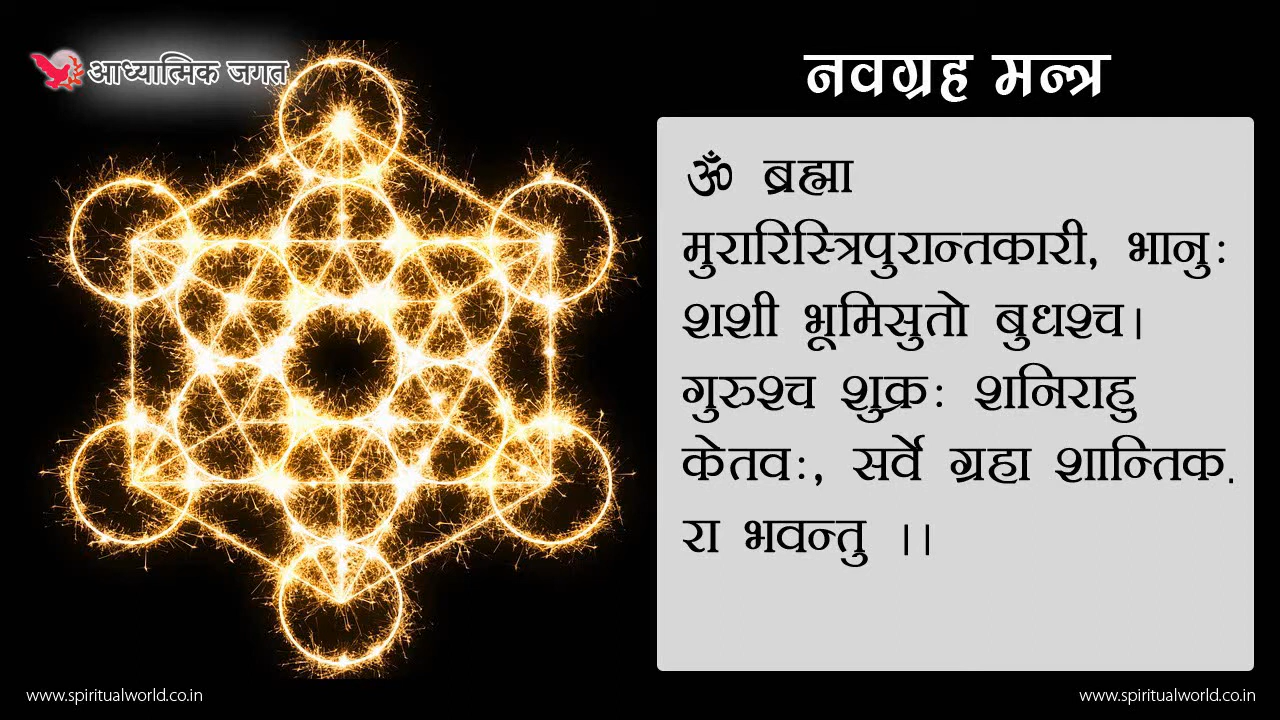 आध्यात्मिक जगत
नवग्रह मन्त्र
ॐ ब्रह्मा
मुरारिस्त्रिपुरान्तकारी, भानुः
शशी भूमिसुतो बुधश्च।
गुरुश्च शुक्रः शनिराहु
केतवः, सर्वे ग्रहा शान्तिक.
रा भवन्तु ।।
www.spiritualworld.co.in
www.spiritualworld.co.in